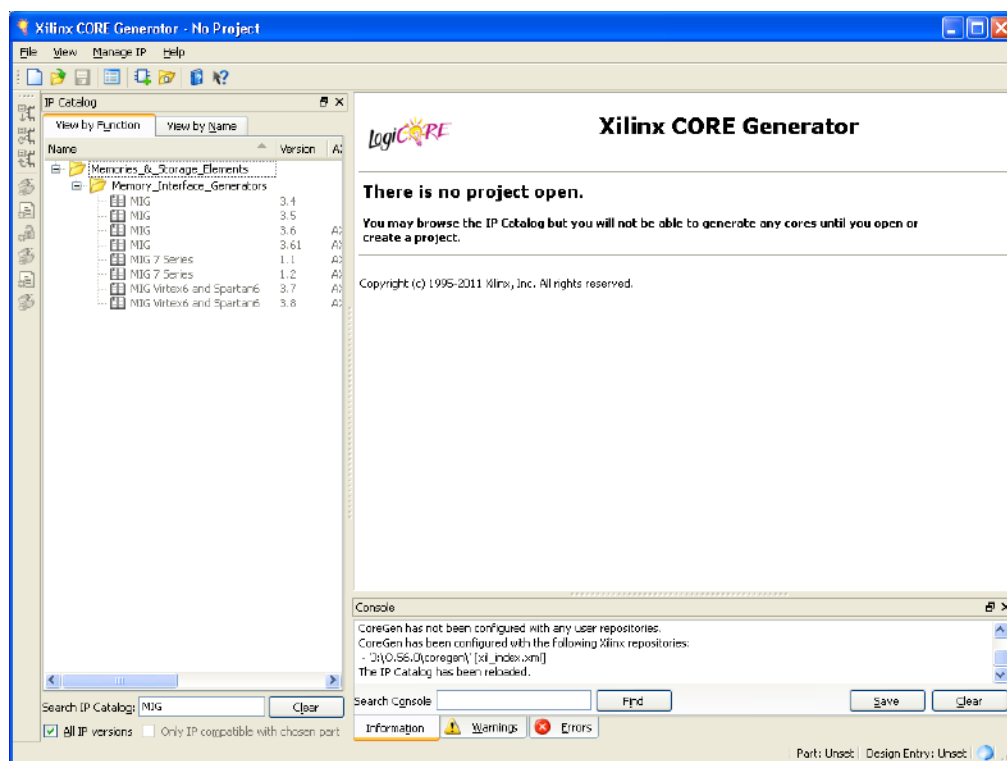 Xilinx CORE Generator - No Project
File View Manage IP Help
IP Catalog
View by Function View by Name
Name Version A
Memories_&_Storage_Elements
Memory_Interface_Generators
MIG 3.4
MIG 3.5
MIG 3.6
MIG 3.61
MIG 7 Series 1.1
MIG 7 Series 1.2
MIG Virtex6 and Spartan6 3.7
MIG Virtex6 and Spartan6 3.8
Search IP Catalog: MIG Clear
All IP versions Only IP compatible with chosen part
LogiCORE
Xilinx CORE Generator
There is no project open.
You may browse the IP Catalog but you will not be able to generate any cores until you open or
create a project.
Copyright (c) 1995-2011 Xilinx, Inc. All rights reserved.
Console
CoreGen has not been configured with any user repositories.
CoreGen has been configured with the following Xilinx repositories:
[xil_index.xml]
The IP Catalog has been reloaded.
Search Console Find Save Clear
Information Warnings Errors
Part: Unset Design Entry: Unset